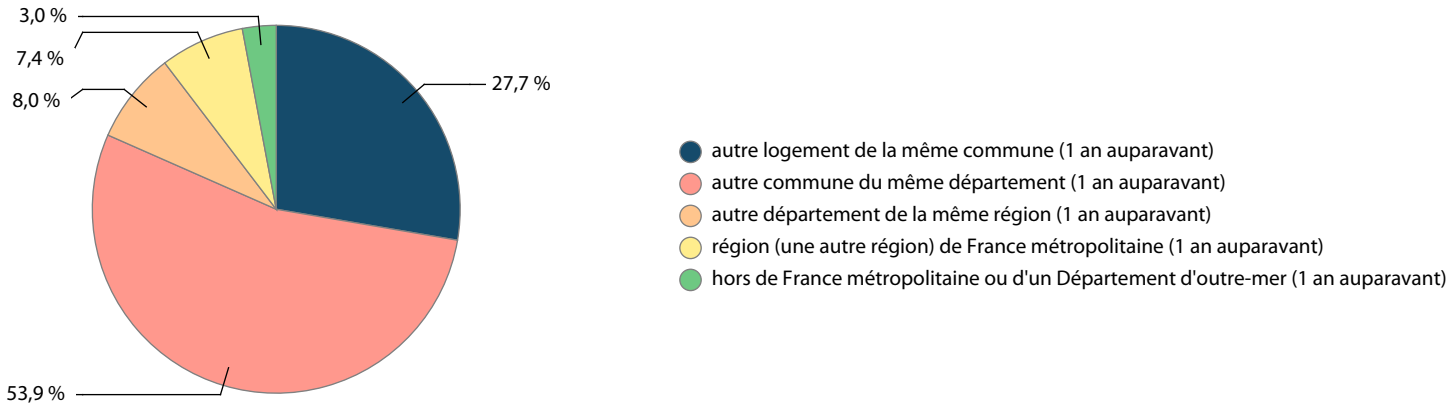 3,0 %
7,4 %
8,0 %
27,7 %
53,9 %
autre logement de la même commune (1 an auparavant)
autre commune du même département (1 an auparavant)
autre département de la même région (1 an auparavant)
région (une autre région) de France métropolitaine (1 an auparavant)
hors de France métropolitaine ou d'un Département d'outre-mer (1 an auparavant)